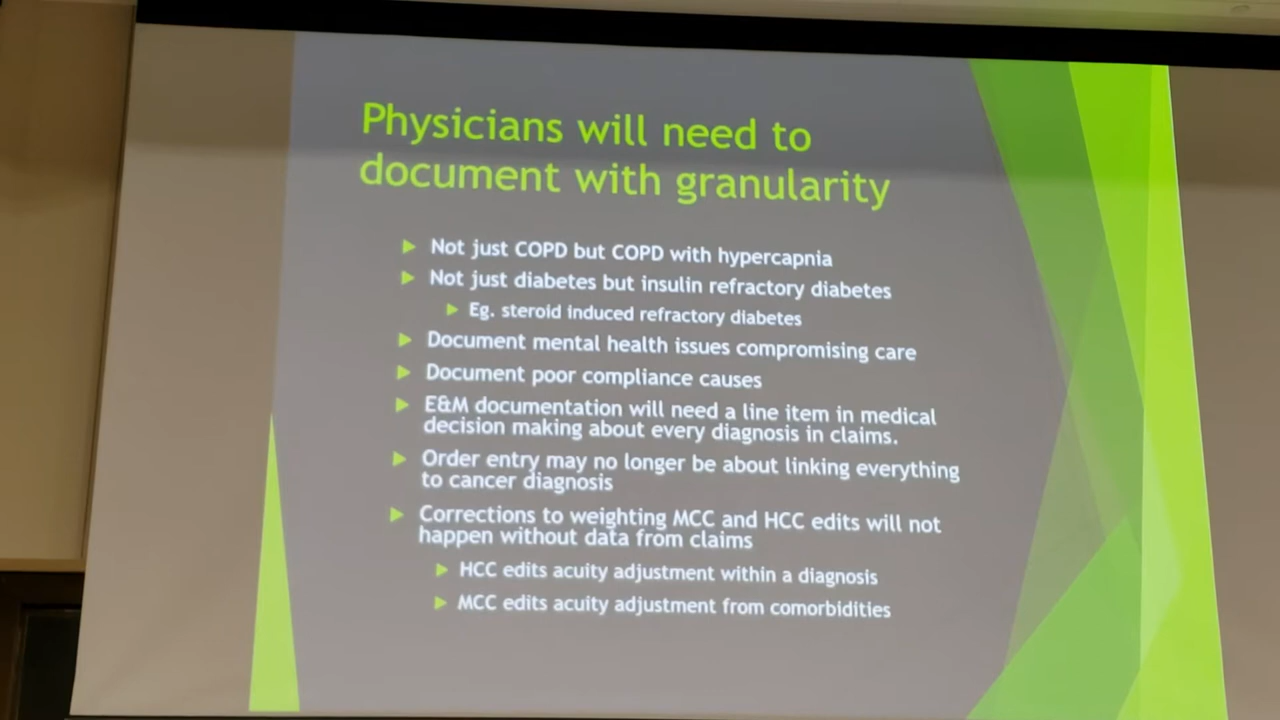 Physicians will need to
document with granularity
Not just COPD but COPD with hypercapnia
Not just diabetes but insulin refractory diabetes
Eg. steroid induced refractory diabetes
Document mental health issues compromising care
Document poor compliance causes
E&M documentation will need a line item in medical
decision making about every diagnosis in claims.
Order entry may no longer be about linking everything
to cancer diagnosis
Corrections to weighting MCC and HCC edits will not
happen without data from claims
HCC edits acuity adjustment within a diagnosis
MCC edits acuity adjustment from comorbidities